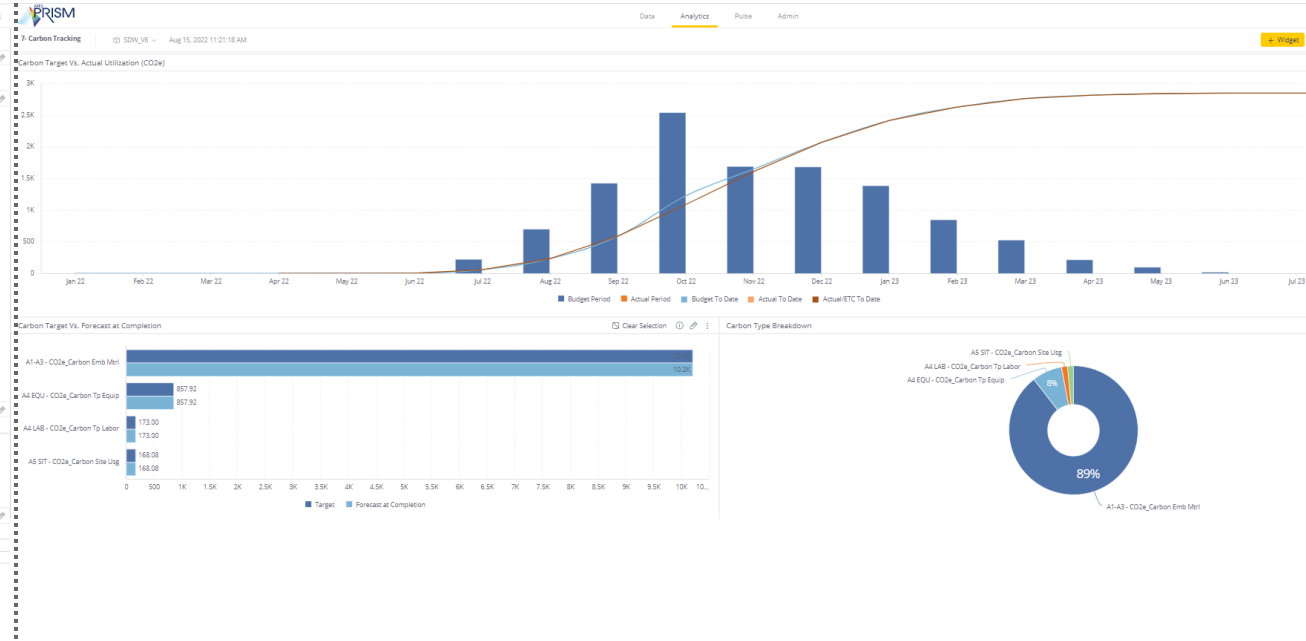 PRISM
Data Analytics Pulse Admin
7- Carbon Tracking SDW_V6 Aug 15, 2022 11:21:18 AM + Widget
Carbon Target Vs. Actual Utilization (CO2e)
3K
2.5K
2K
1.5K
1K
500
0
Jan 22 Feb 22 Mar 22 Apr 22 May 22 Jun 22 Jul 22 Aug 22 Sep 22 Oct 22 Nov 22 Dec 22 Jan 23 Feb 23 Mar 23 Apr 23 May 23 Jun 23 Jul 23
Budget Period Actual Period Budget To Date Actual To Date Actual/ETC To Date
Carbon Target Vs. Forecast at Completion Clear Selection
A1-A3 - CO2e_Carbon Emb Mtrl
10.2K
A4 EQU - CO2e_Carbon Tp Equip
857.92
857.92
A4 LAB - CO2e_Carbon Tp Labor
173.00
173.00
A5 SIT - CO2e_Carbon Site Usg
168.08
168.08
0 500 1K 1.5K 2K 2.5K 3K 3.5K 4K 4.5K 5K 5.5K 6K 6.5K 7K 7.5K 8K 8.5K 9K 9.5K 10K 10...
Target Forecast at Completion
Carbon Type Breakdown
A5 SIT - CO2e_Carbon Site Usg
A4 LAB - CO2e_Carbon Tp Labor
A4 EQU - CO2e_Carbon Tp Equip
8%
89%
A1-A3 - CO2e_Carbon Emb Mtrl